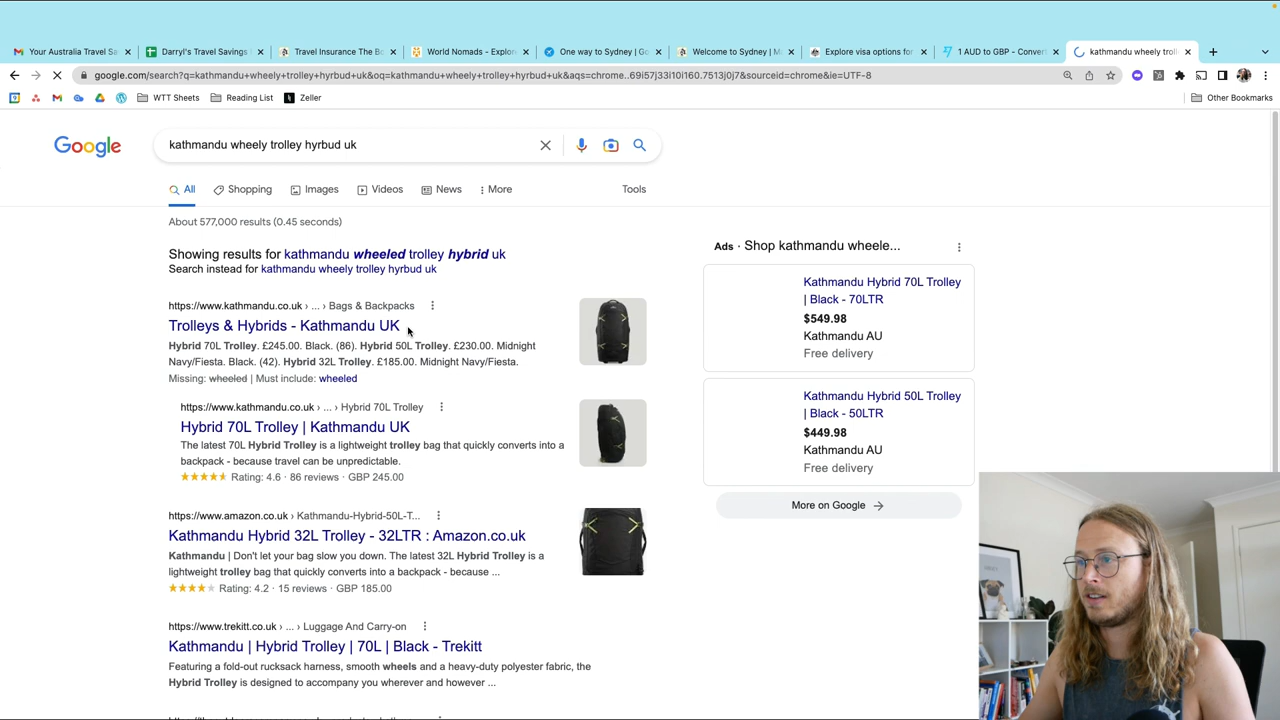 Your Australia Travel Sa
Darryl's Travel Savings
Travel Insurance The Bo
World Nomads - Explor
One way to Sydney | Go
Welcome to Sydney | M
Explore visa options for
1 AUD to GBP - Conver
kathmandu wheely troll
google.com/search?q=kathmandu+wheely+trolley+hyrbud+uk&oq=kathmandu+wheely+trolley+hyrbud+uk&aqs=chrome..69i57j33i10i160.7513j0j7&sourceid=chrome&ie=UTF-8
WTT Sheets
Reading List
Zeller
Other Bookmarks
Google
kathmandu wheely trolley hyrbud uk
All
Shopping
Images
Videos
News
More
Tools
About 577,000 results (0.45 seconds)
Showing results for kathmandu wheeled trolley hybrid uk
Search instead for kathmandu wheely trolley hyrbud uk
https://www.kathmandu.co.uk › ... › Bags & Backpacks
Trolleys & Hybrids - Kathmandu UK
Hybrid 70L Trolley. £245.00. Black. (86). Hybrid 50L Trolley. £230.00. Midnight
Navy/Fiesta. Black. (42). Hybrid 32L Trolley. £185.00. Midnight Navy/Fiesta.
Missing: wheeled | Must include: wheeled
https://www.kathmandu.co.uk › ... › Hybrid 70L Trolley
Hybrid 70L Trolley | Kathmandu UK
The latest 70L Hybrid Trolley is a lightweight trolley bag that quickly converts into a
backpack - because travel can be unpredictable.
Rating: 4.6 · 86 reviews · GBP 245.00
https://www.amazon.co.uk › Kathmandu-Hybrid-50L-T...
Kathmandu Hybrid 32L Trolley - 32LTR : Amazon.co.uk
Kathmandu | Don't let your bag slow you down. The latest 32L Hybrid Trolley is a
lightweight trolley bag that quickly converts into a backpack - because ...
Rating: 4.2 · 15 reviews · GBP 185.00
https://www.trekitt.co.uk › ... › Luggage And Carry-on
Kathmandu | Hybrid Trolley | 70L | Black - Trekitt
Featuring a fold-out rucksack harness, smooth wheels and a heavy-duty polyester fabric, the
Hybrid Trolley is designed to accompany you wherever and however ...
Ads · Shop kathmandu wheele...
Kathmandu Hybrid 70L Trolley
| Black - 70LTR
$549.98
Kathmandu AU
Free delivery
Kathmandu Hybrid 50L Trolley
| Black - 50LTR
$449.98
Kathmandu AU
Free delivery
More on Google →